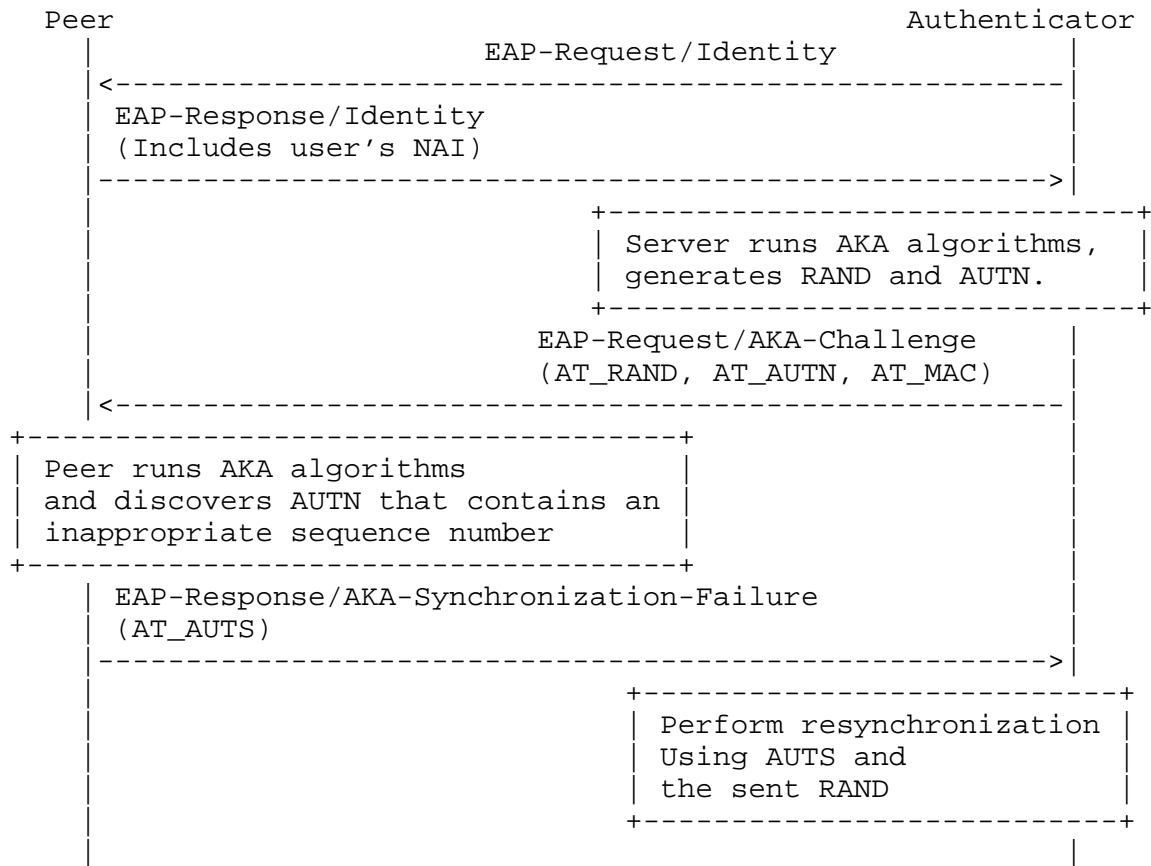 Peer Authenticator
EAP-Request/Identity
EAP-Response/Identity
(Includes user's NAI)
Server runs AKA algorithms,
generates RAND and AUTN.
EAP-Request/AKA-Challenge
(AT_RAND, AT_AUTN, AT_MAC)
Peer runs AKA algorithms
and discovers AUTN that contains an
inappropriate sequence number
EAP-Response/AKA-Synchronization-Failure
(AT_AUTS)
Perform resynchronization
Using AUTS and
the sent RAND